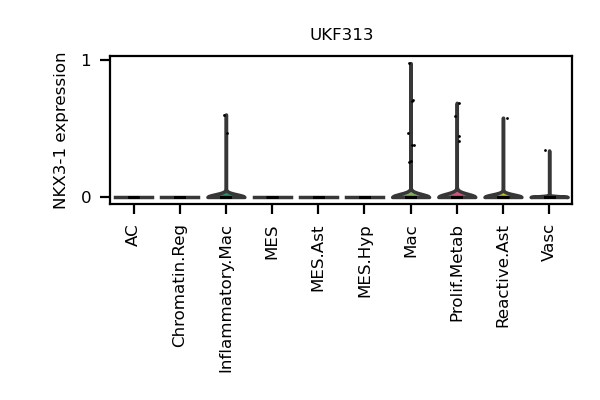 UKF313
NKX3-1 expression
1
0
AC
Chromatin.Reg
Inflammatory.Mac
MES
MES.Ast
MES.Hyp
Mac
Prolif.Metab
Reactive.Ast
Vasc